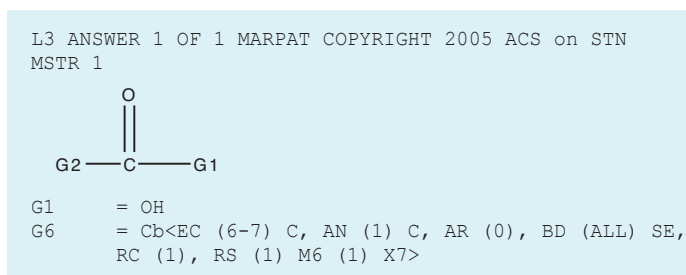 L3 ANSWER 1 OF 1 MARPAT COPYRIGHT 2005 ACS on STN
MSTR 1
O
G2 C G1
G1 = OH
G6 = Cb<EC (6-7) C, AN (1) C, AR (0), BD (ALL) SE,
RC (1), RS (1) M6 (1) X7>